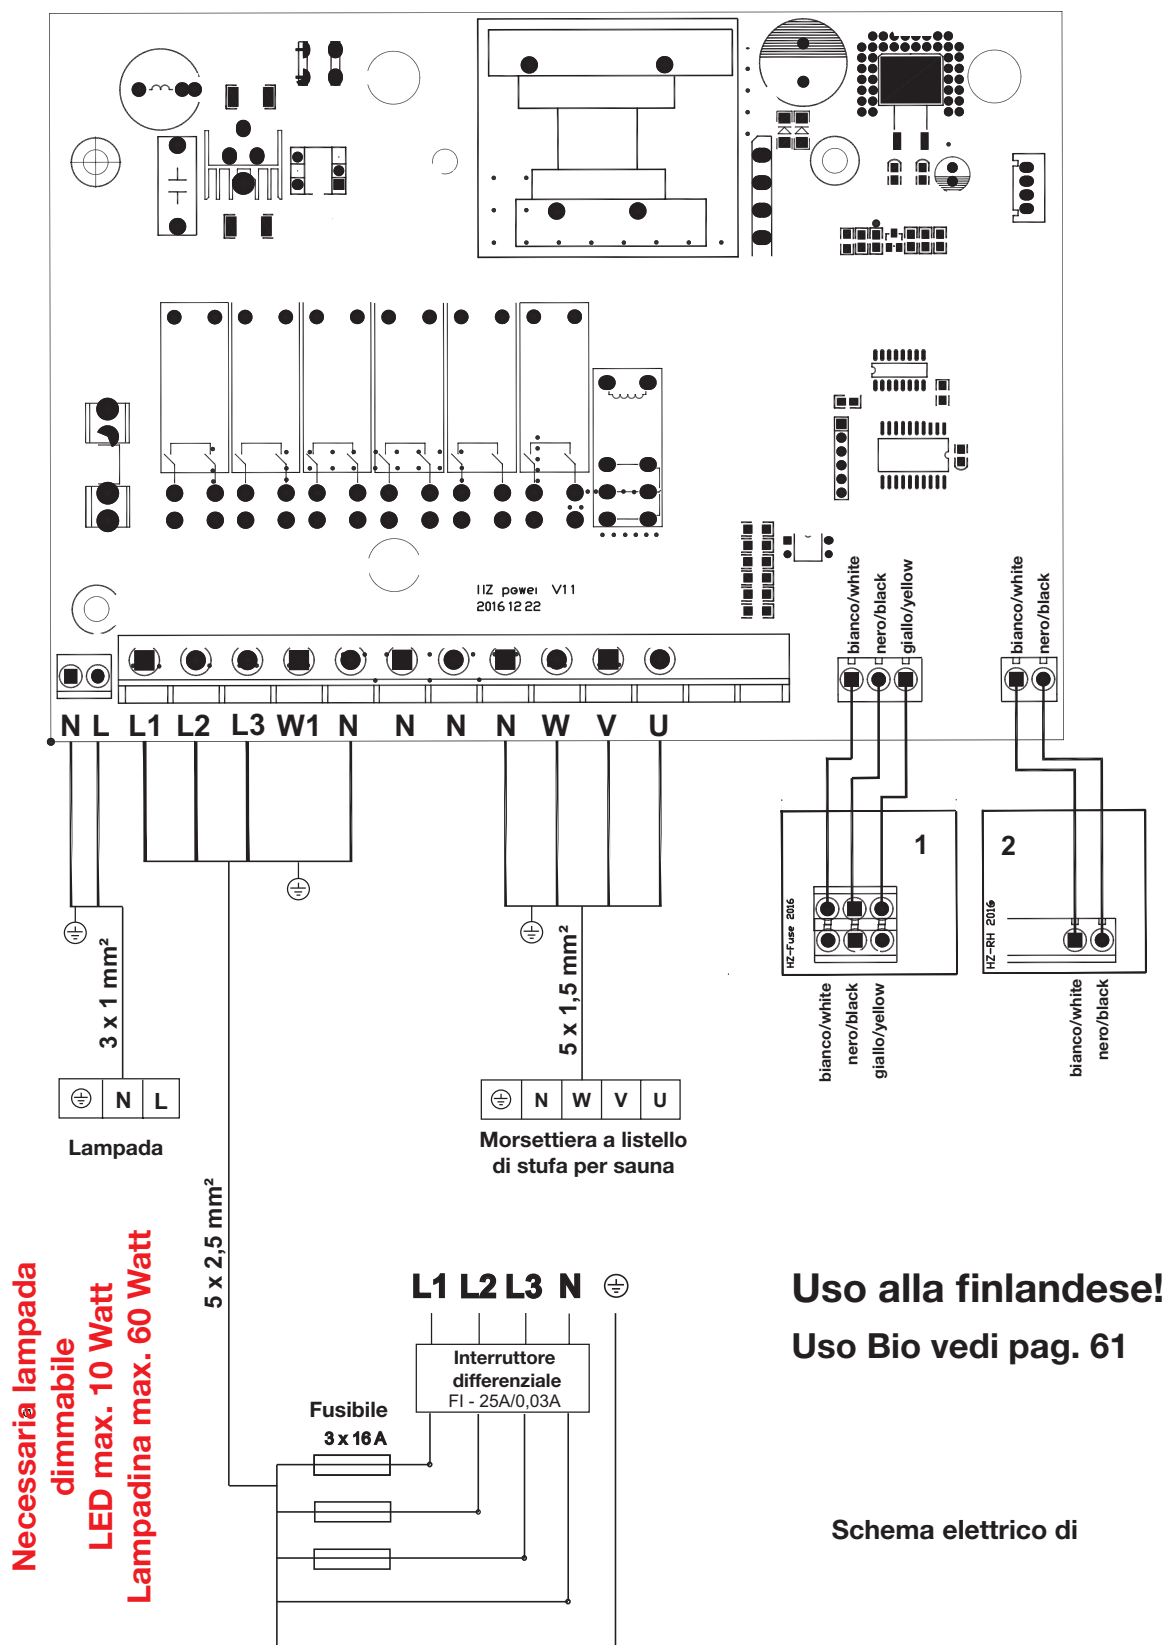 HZ power V11
2016 12 22
bianco/white
nero/black
giallo/yellow
bianco/white
nero/black
N L L1 L2 L3 W1 N N N N W V U
1
HZ-Fuse 2016
2
HZ-RH 2016
bianco/white
nero/black
giallo/yellow
bianco/white
nero/black
3 x 1 mm²
5 x 1,5 mm²
N L
Lampada
N W V U
Morsettiera a listello
di stufa per sauna
5 x 2,5 mm²
Necessaria lampada
dimmabile
LED max. 10 Watt
Lampadina max. 60 Watt
L1 L2 L3 N
Interruttore
differenziale
FI - 25A/0,03A
Fusibile
3 x 16 A
Uso alla finlandese!
Uso Bio vedi pag. 61
Schema elettrico di